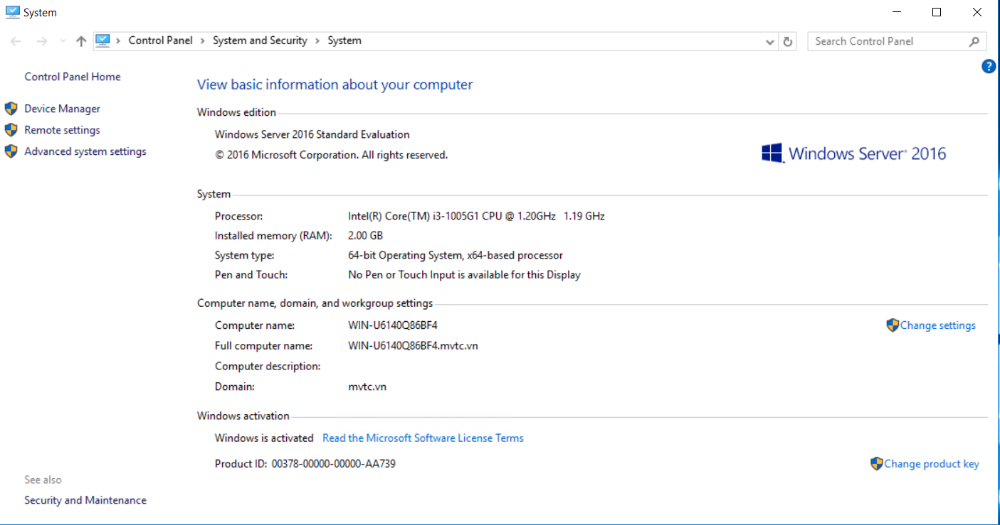 System
Control Panel > System and Security > System
Search Control Panel
?
Control Panel Home
Device Manager
Remote settings
Advanced system settings
View basic information about your computer
Windows edition
Windows Server 2016 Standard Evaluation
© 2016 Microsoft Corporation. All rights reserved.
Windows Server® 2016
System
Processor: Intel(R) Core(TM) i3-1005G1 CPU @ 1.20GHz 1.19 GHz
Installed memory (RAM): 2.00 GB
System type: 64-bit Operating System, x64-based processor
Pen and Touch: No Pen or Touch Input is available for this Display
Computer name, domain, and workgroup settings
Computer name: WIN-U6140Q86BF4
Change settings
Full computer name: WIN-U6140Q86BF4.mvtc.vn
Computer description:
Domain: mvtc.vn
Windows activation
Windows is activated Read the Microsoft Software License Terms
Product ID: 00378-00000-00000-AA739
Change product key
See also
Security and Maintenance